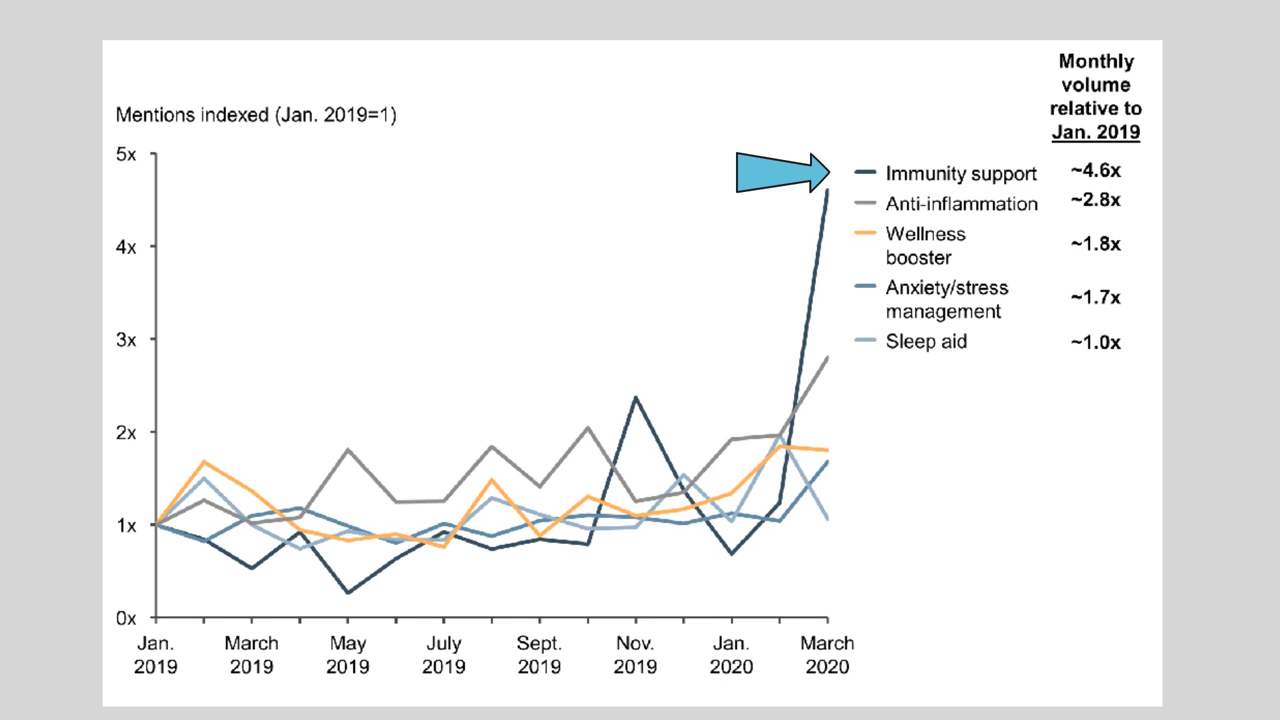 Monthly
volume
relative to
Jan. 2019
Mentions indexed (Jan. 2019=1)
5x
4x
3x
2x
1x
0x
Immunity support ~4.6x
Anti-inflammation ~2.8x
Wellness
booster ~1.8x
Anxiety/stress
management ~1.7x
Sleep aid ~1.0x
Jan. March May July Sept. Nov. Jan. March
2019 2019 2019 2019 2019 2019 2020 2020